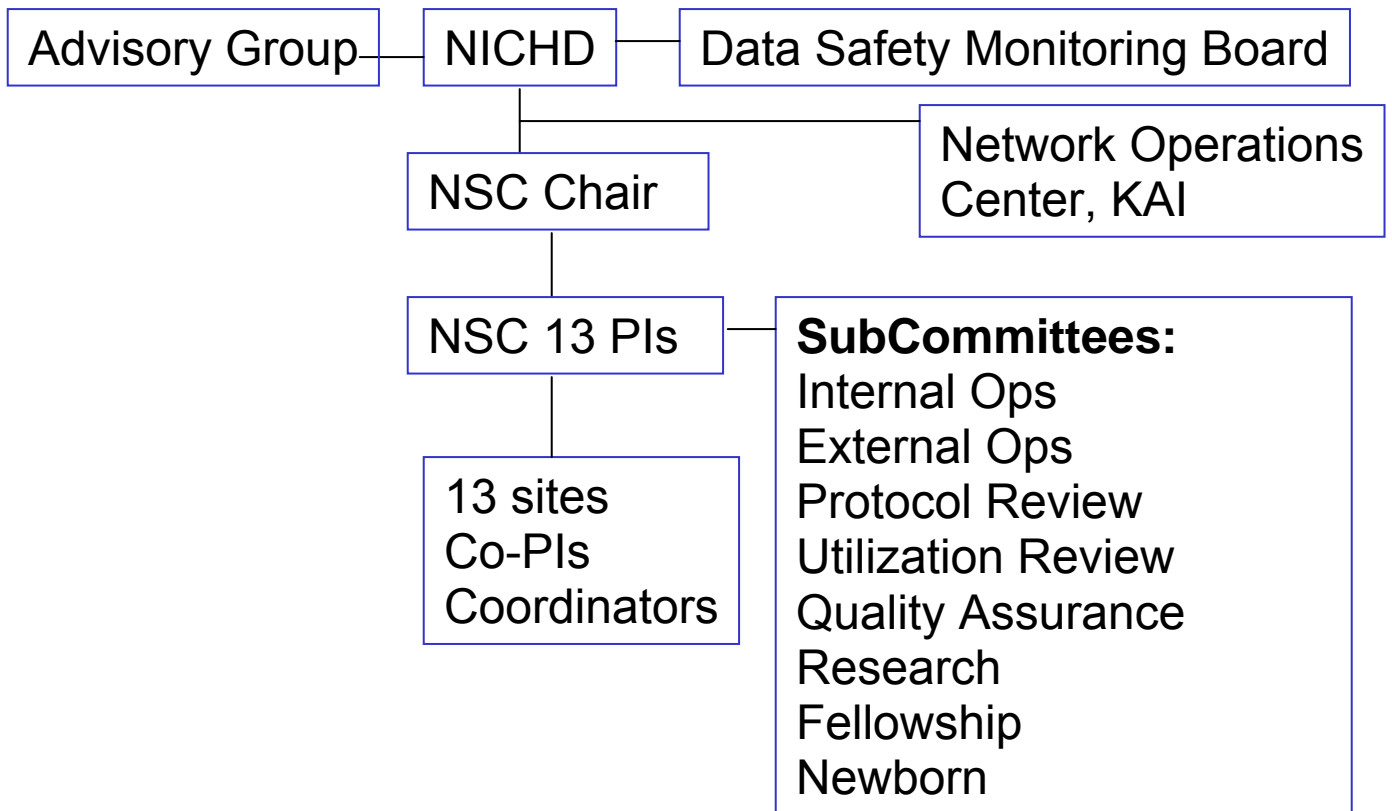 Advisory Group
NICHD
Data Safety Monitoring Board
Network Operations
Center, KAI
NSC Chair
NSC 13 PIs
SubCommittees:
Internal Ops
External Ops
Protocol Review
Utilization Review
Quality Assurance
Research
Fellowship
Newborn
13 sites
Co-PIs
Coordinators